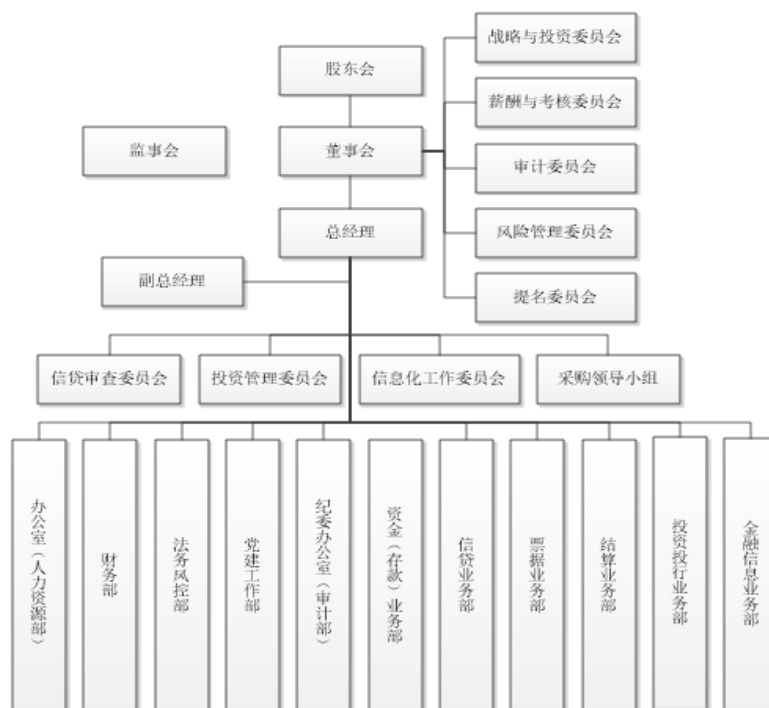 战略与投资委员会
股东会
薪酬与考核委员会
监事会
董事会
审计委员会
总经理
风险管理委员会
副总经理
提名委员会
信贷审查委员会
投资管理委员会
信息化工作委员会
采购领导小组
办公室（人力资源部）
财务部
法务风控部
党建工作部
纪委办公室（审计部）
资金（存款）业务部
信贷业务部
票据业务部
结算业务部
投资投行业务部
金融信息业务部